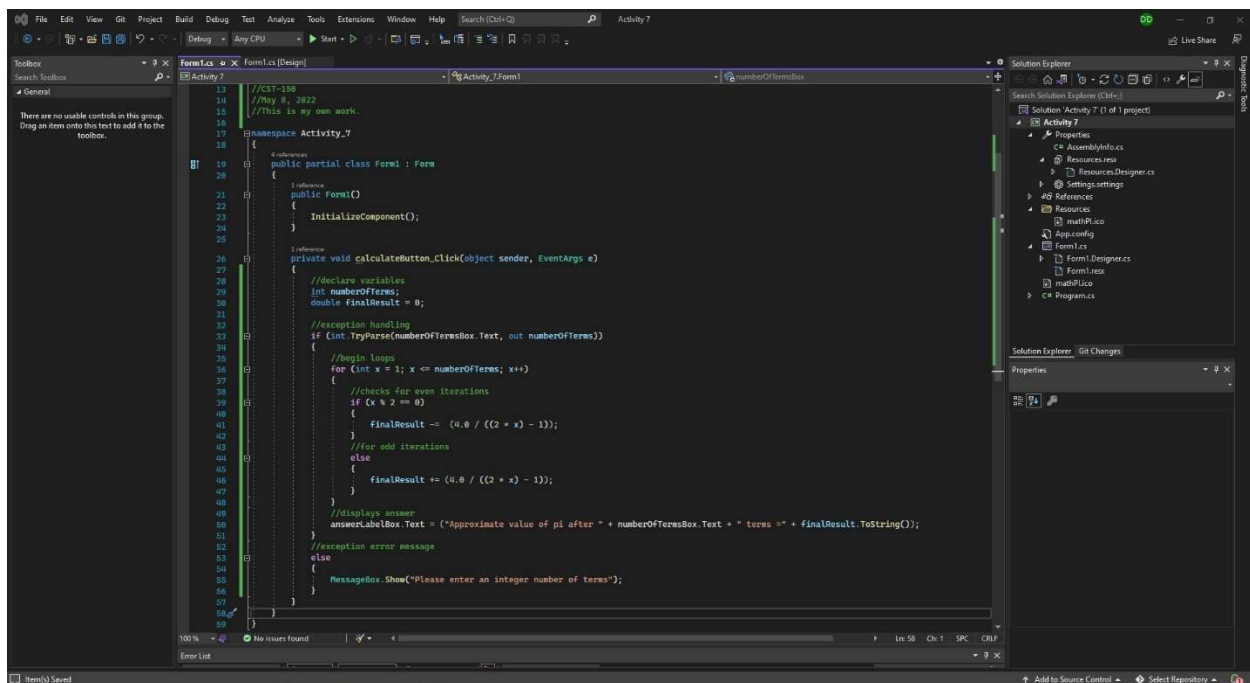 File Edit View Git Project Build Debug Test Analyze Tools Extensions Window Help Search (Ctrl+Q) Activity 7 DD
Debug Any CPU Start Live Share
Toolbox
Search Toolbox
General
There are no usable controls in this group.
Drag an item onto this text to add it to the
toolbox.
Form1.cs Form1.cs [Design]
Activity 7 Activity_7.Form1 numberOfTermsBox
13 //CST-150
14 //May 8, 2022
15 //This is my own work.
16
17 namespace Activity_7
18 {
4 references
19 public partial class Form1 : Form
20 {
1 reference
21 public Form1()
22 {
23 InitializeComponent();
24 }
25
1 reference
26 private void calculateButton_Click(object sender, EventArgs e)
27 {
28 //declare variables
29 int numberOfTerms;
30 double finalResult = 0;
31
32 //exception handling
33 if (int.TryParse(numberOfTermsBox.Text, out numberOfTerms))
34 {
35 //begin loops
36 for (int x = 1; x <= numberOfTerms; x++)
37 {
38 //checks for even iterations
39 if (x % 2 == 0)
40 {
41 finalResult -= (4.0 / ((2 * x) - 1));
42 }
43 //for odd iterations
44 else
45 {
46 finalResult += (4.0 / ((2 * x) - 1));
47 }
48 }
49 //displays answer
50 answerLabelBox.Text = ("Approximate value of pi after " + numberOfTermsBox.Text + " terms =" + finalResult.ToString());
51 }
52 //exception error message
53 else
54 {
55 MessageBox.Show("Please enter an integer number of terms");
56 }
57 }
58 }
59 }
100 % No issues found Ln: 58 Ch: 1 SPC CRLF
Error List
Solution Explorer
Search Solution Explorer (Ctrl+;)
Solution 'Activity 7' (1 of 1 project)
Activity 7
Properties
C# AssemblyInfo.cs
Resources.resx
Resources.Designer.cs
Settings.settings
References
Resources
mathPI.ico
App.config
Form1.cs
Form1.Designer.cs
Form1.resx
mathPI.ico
C# Program.cs
Solution Explorer Git Changes
Properties
Diagnostic Tools
Item(s) Saved Add to Source Control Select Repository